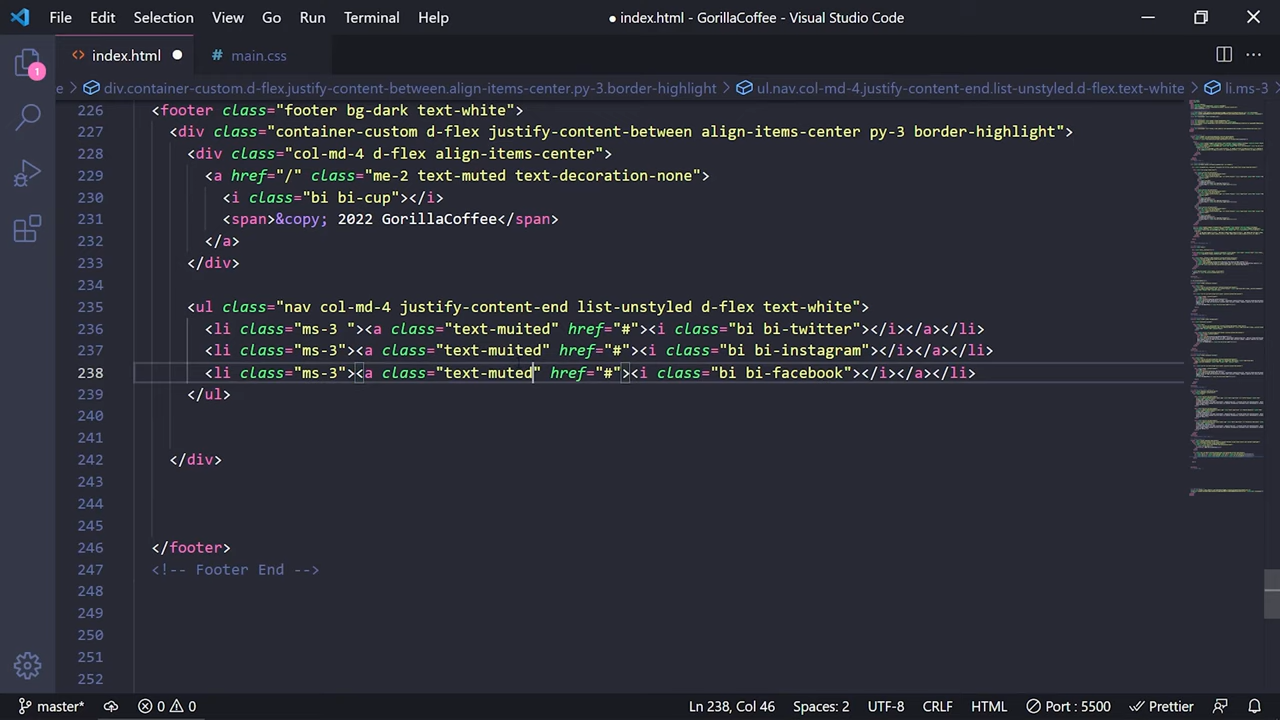 File Edit Selection View Go Run Terminal Help ● index.html - GorillaCoffee - Visual Studio Code
1
<> index.html ● # main.css
e > div.container-custom.d-flex.justify-content-between.align-items-center.py-3.border-highlight > ul.nav.col-md-4.justify-content-end.list-unstyled.d-flex.text-white > li.ms-3 >
226 <footer class="footer bg-dark text-white">
227 <div class="container-custom d-flex justify-content-between align-items-center py-3 border-highlight">
228 <div class="col-md-4 d-flex align-items-center">
229 <a href="/" class="me-2 text-muted text-decoration-none">
230 <i class="bi bi-cup"></i>
231 <span>&copy; 2022 GorillaCoffee</span>
232 </a>
233 </div>
234
235 <ul class="nav col-md-4 justify-content-end list-unstyled d-flex text-white">
236 <li class="ms-3 "><a class="text-muited" href="#"><i class="bi bi-twitter"></i></a></li>
237 <li class="ms-3"><a class="text-muited" href="#"><i class="bi bi-instagram"></i></a></li>
238 <li class="ms-3"><a class="text-muted" href="#"><i class="bi bi-facebook"></i></a></li>
239 </ul>
240
241
242 </div>
243
244
245
246 </footer>
247 <!-- Footer End -->
248
249
250
251
252
master* 0 0 Ln 238, Col 46 Spaces: 2 UTF-8 CRLF HTML Port : 5500 Prettier